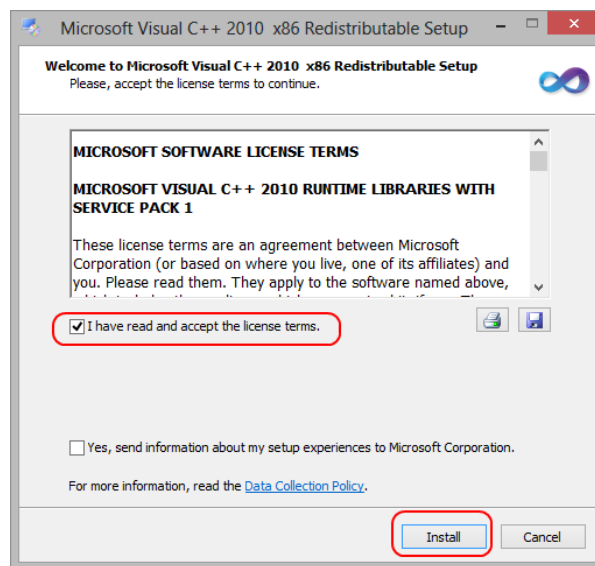 Microsoft Visual C++ 2010 x86 Redistributable Setup
Welcome to Microsoft Visual C++ 2010 x86 Redistributable Setup
Please, accept the license terms to continue.
MICROSOFT SOFTWARE LICENSE TERMS
MICROSOFT VISUAL C++ 2010 RUNTIME LIBRARIES WITH
SERVICE PACK 1
These license terms are an agreement between Microsoft
Corporation (or based on where you live, one of its affiliates) and
you. Please read them. They apply to the software named above,
I have read and accept the license terms.
Yes, send information about my setup experiences to Microsoft Corporation.
For more information, read the Data Collection Policy.
Install
Cancel